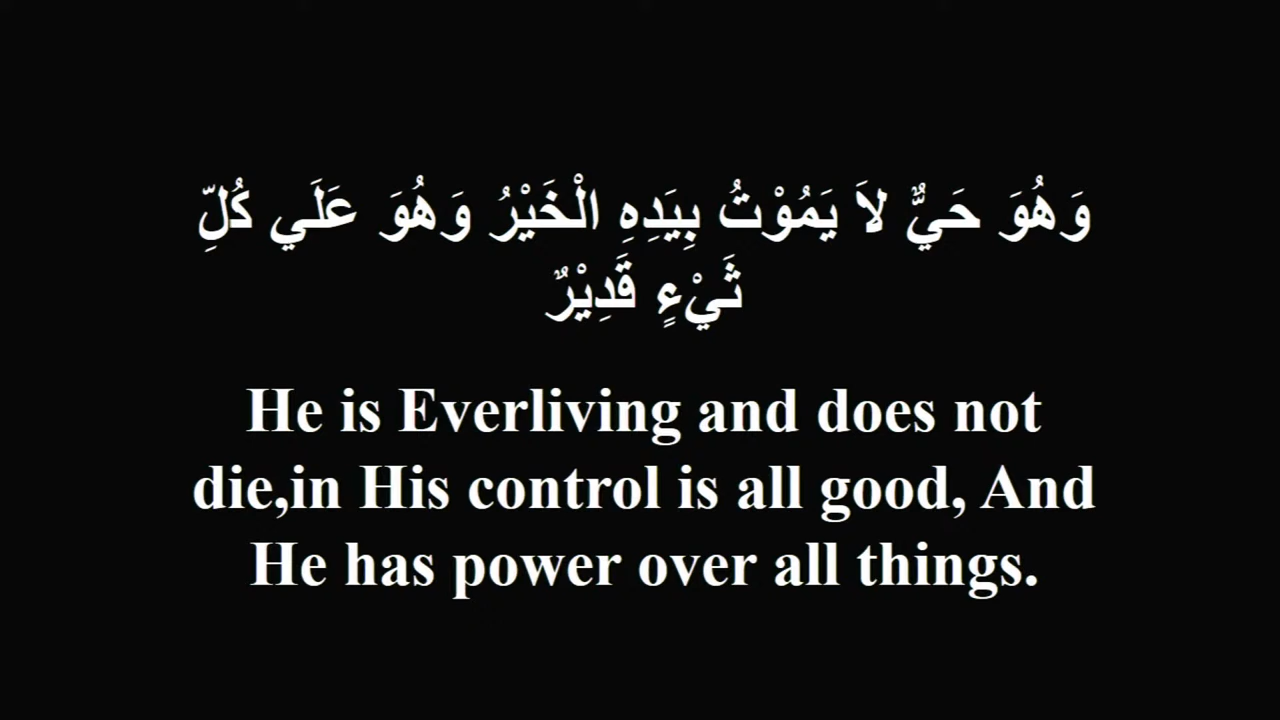 وَهُوَ حَيٌّ لاَ يَمُوْتُ بِيَدِهِ الْخَيْرُ وَهُوَ عَلَي كُلِّ
ثَيْءٍ قَدِيْرٌ
He is Everliving and does not
die,in His control is all good, And
He has power over all things.